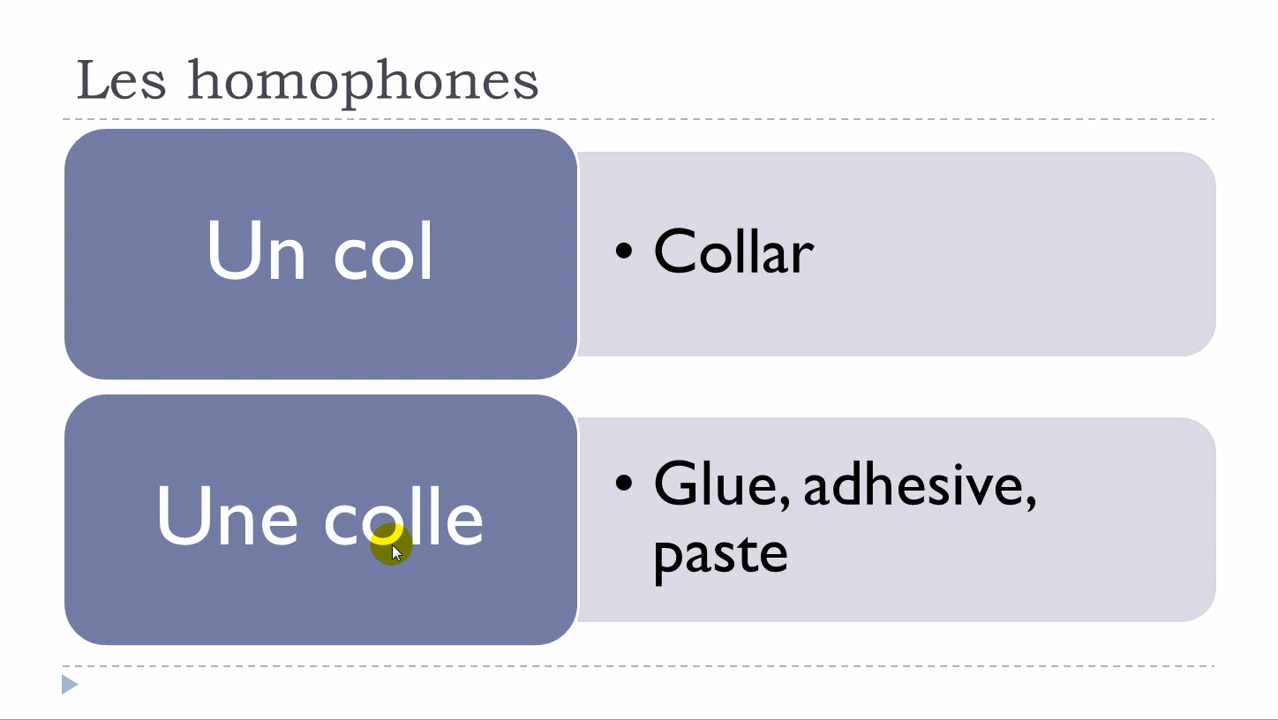 Les homophones
Un col
• Collar
Une colle
• Glue, adhesive,
paste